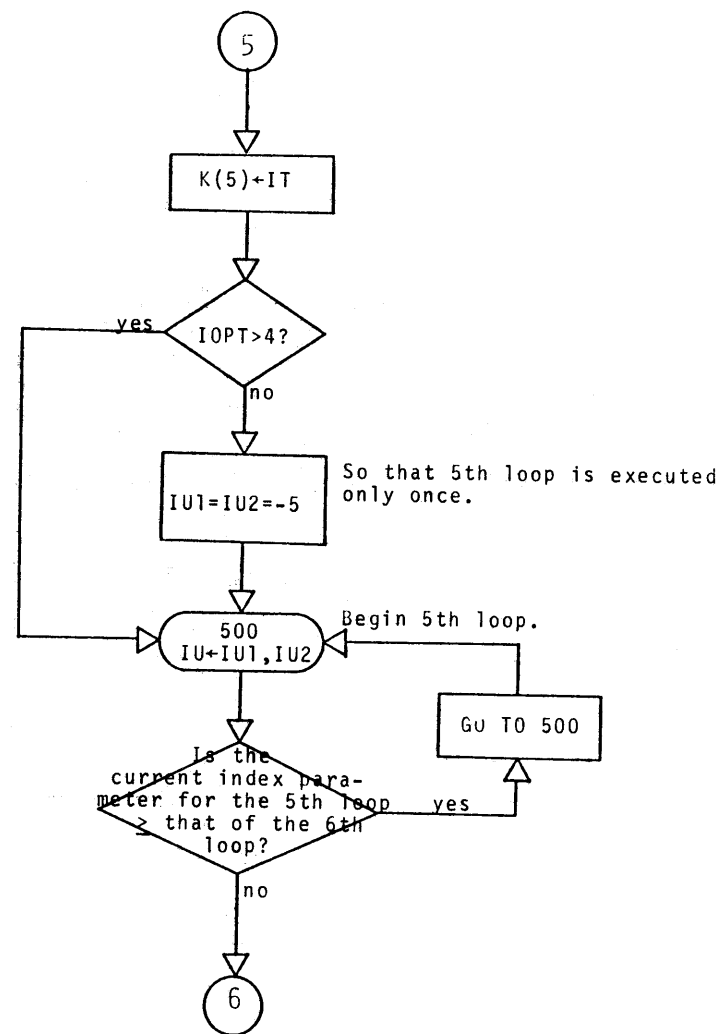 5
K(5)←IT
IOPT>4?
yes
no
IU1=IU2=-5
So that 5th loop is executed
only once.
Begin 5th loop.
500
IU←IU1,IU2
GO TO 500
Is the
current index para-
meter for the 5th loop
≥ that of the 6th
loop?
yes
no
6